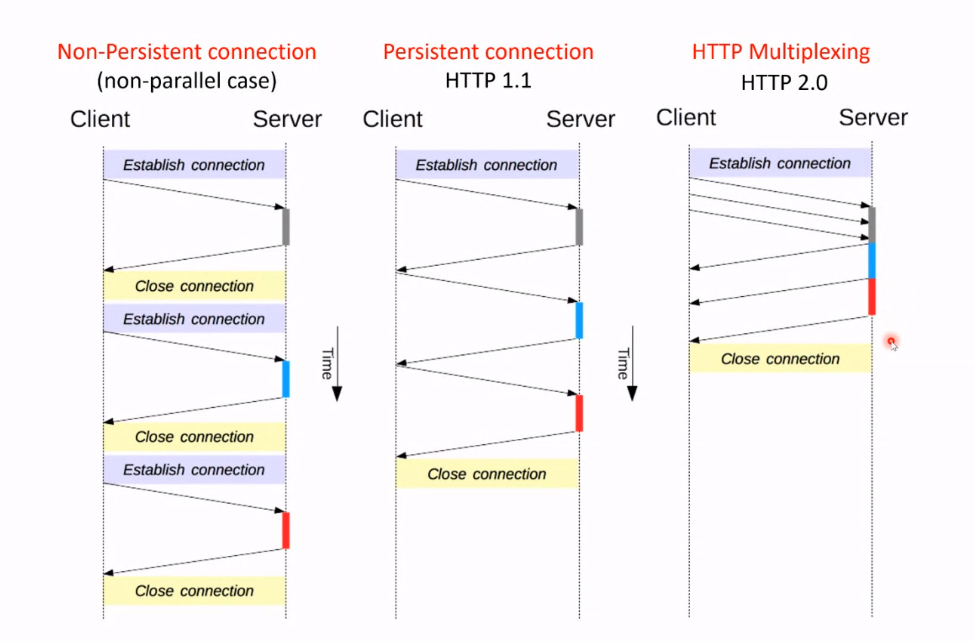 Non-Persistent connection
(non-parallel case)
Client
Server
Establish connection
Close connection
Establish connection
Close connection
Establish connection
Close connection
Time
Persistent connection
HTTP 1.1
Client
Server
Establish connection
Close connection
Time
HTTP Multiplexing
HTTP 2.0
Client
Server
Establish connection
Close connection